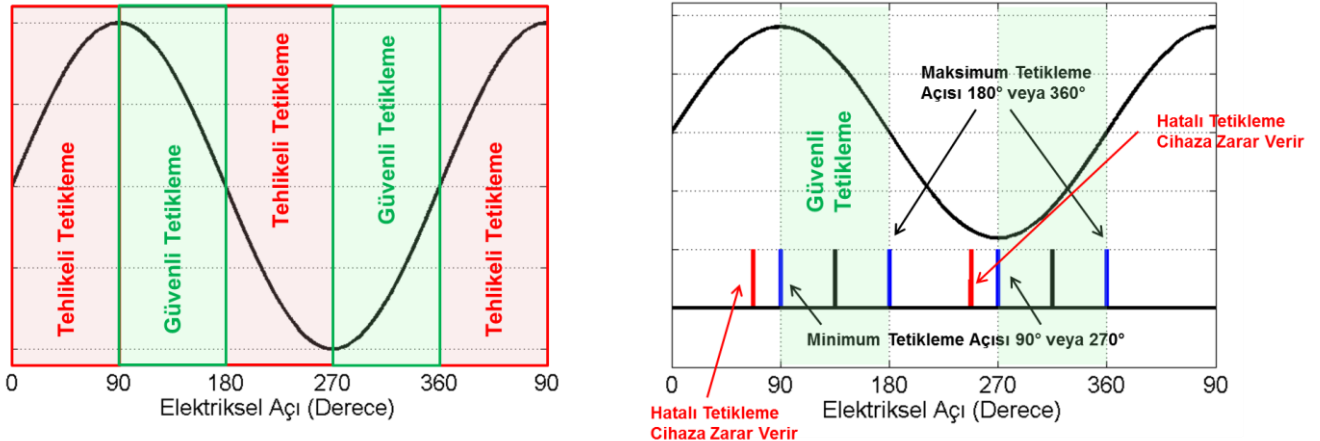 Tehlikeli Tetikleme
Güvenli Tetikleme
Tehlikeli Tetikleme
Güvenli Tetikleme
Tehlikeli Tetikleme
0 90 180 270 360 90
Elektriksel Açı (Derece)
Güvenli
Tetikleme
Maksimum Tetikleme
Açısı 180° veya 360°
Hatalı Tetikleme
Cihaza Zarar Verir
Minimum Tetikleme Açısı 90° veya 270°
0 90 180 270 360 90
Elektriksel Açı (Derece)
Hatalı Tetikleme
Cihaza Zarar Verir